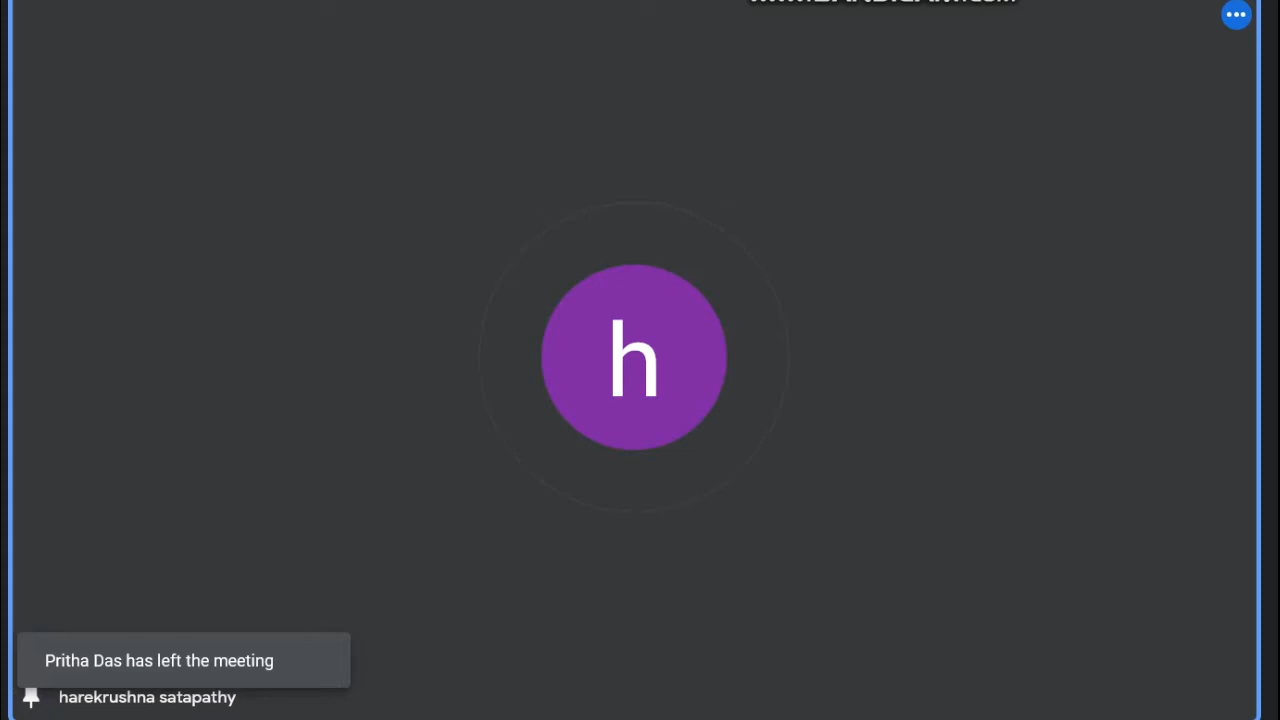 h
Pritha Das has left the meeting
harekrushna satapathy